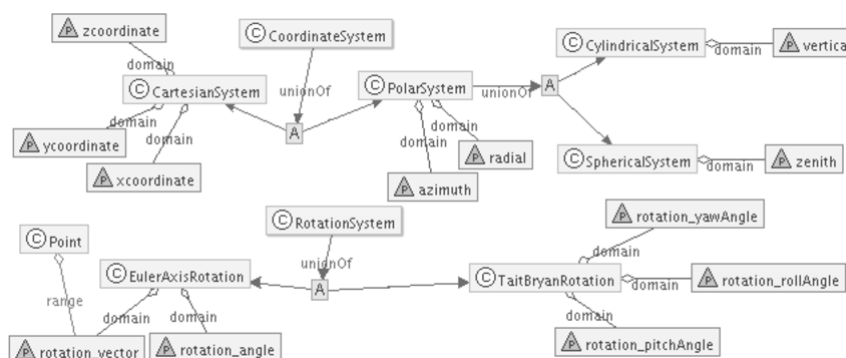 P zcoordinate
C CoordinateSystem
C CylindricalSystem
domain
P vertica
domain
C CartesianSystem
unionOf
C PolarSystem
unionOf
A
domain
domain
A
domain
domain
P ycoordinate
P radial
C SphericalSystem
domain
P zenith
P xcoordinate
P azimuth
C RotationSystem
P rotation_yawAngle
C Point
unionOf
domain
C EulerAxisRotation
A
C TaitBryanRotation
domain
P rotation_rollAngle
range
domain
domain
domain
P rotation_vector
P rotation_angle
P rotation_pitchAngle